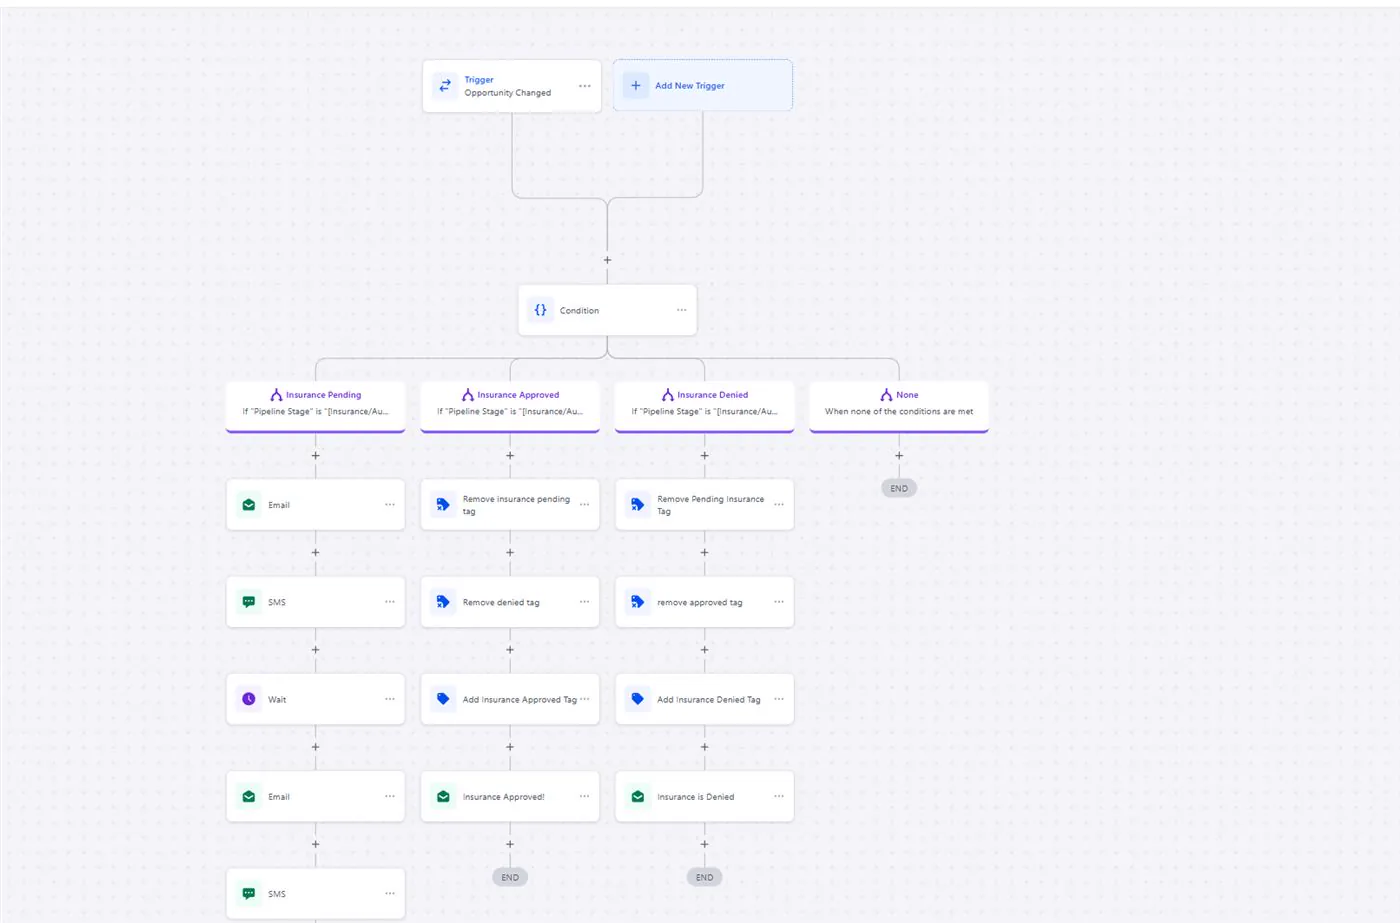 Trigger
Opportunity Changed
Add New Trigger
Condition
Insurance Pending
If "Pipeline Stage" is "[Insurance/Au...
Insurance Approved
If "Pipeline Stage" is "[Insurance/Au...
Insurance Denied
If "Pipeline Stage" is "[Insurance/Au...
None
When none of the conditions are met
END
Email
Remove insurance pending
tag
Remove Pending Insurance
Tag
SMS
Remove denied tag
remove approved tag
Wait
Add Insurance Approved Tag
Add Insurance Denied Tag
Email
Insurance Approved!
Insurance is Denied
END
END
SMS